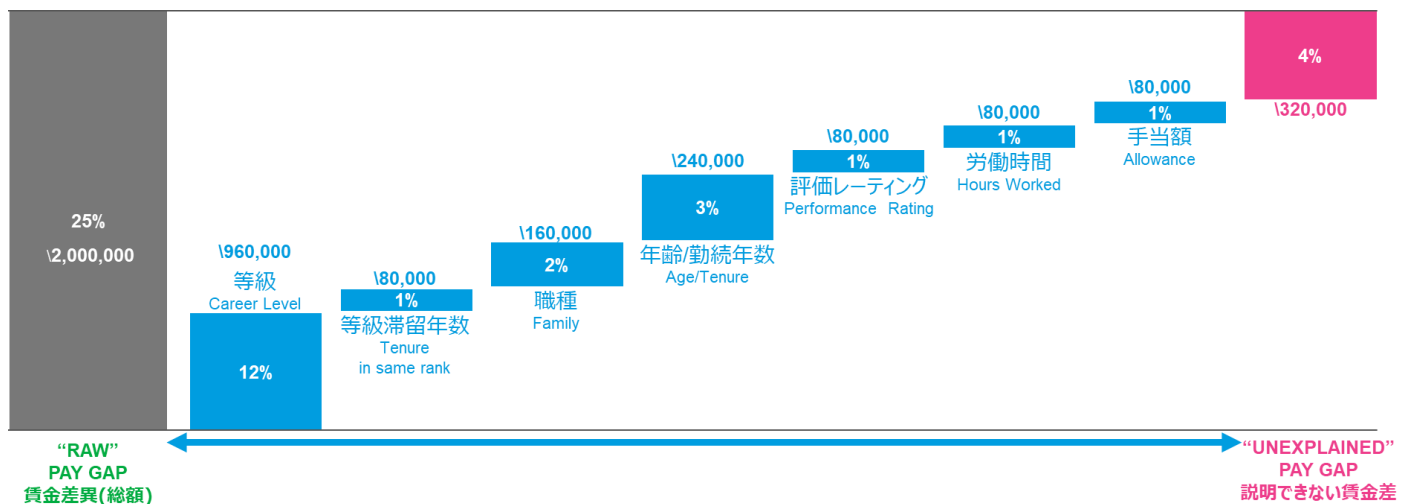 25%
\2,000,000
“RAW”
PAY GAP
賃金差異(総額)
\960,000
等級
Career Level
12%
\80,000
1%
等級滞留年数
Tenure
in same rank
\160,000
2%
職種
Family
\240,000
3%
年齢/勤続年数
Age/Tenure
\80,000
1%
評価レーティング
Performance Rating
\80,000
1%
労働時間
Hours Worked
\80,000
1%
手当額
Allowance
4%
\320,000
“UNEXPLAINED”
PAY GAP
説明できない賃金差